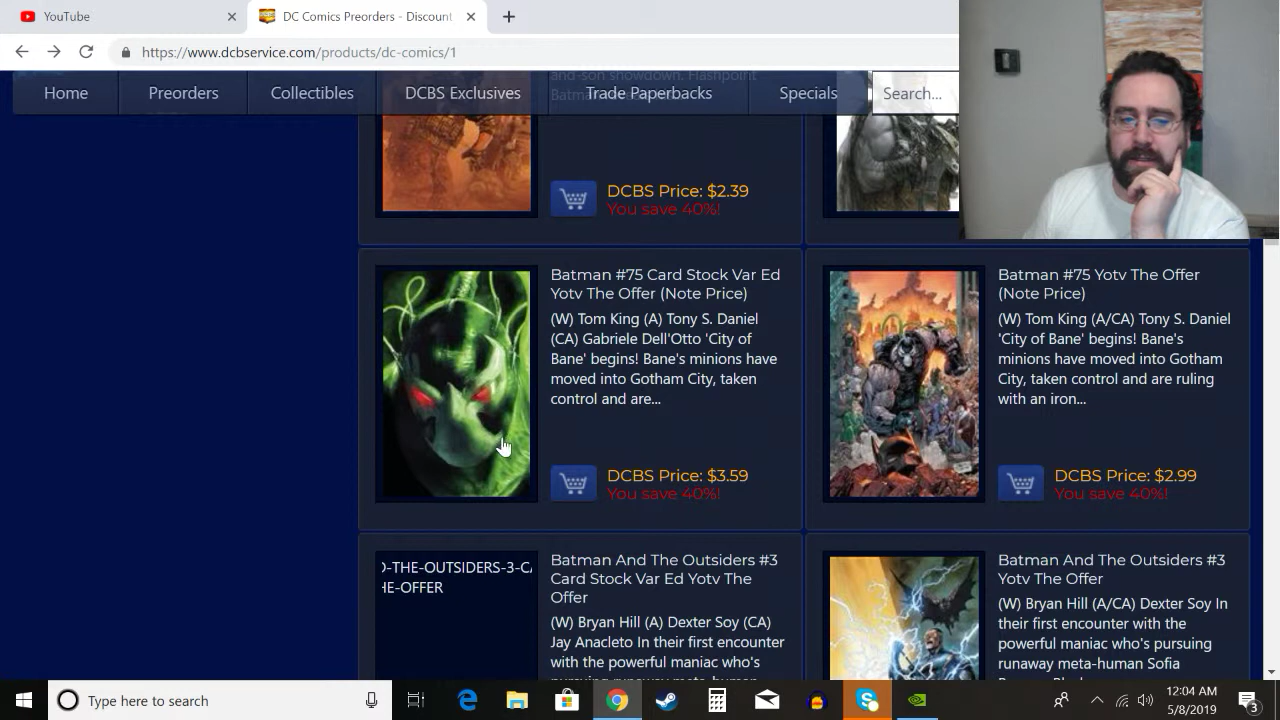 YouTube
DC Comics Preorders - Discount
https://www.dcbservice.com/products/dc-comics/1
and-son showdown. Flashpoint
Home
Preorders
Collectibles
DCBS Exclusives
Trade Paperbacks
Specials
Search...
DCBS Price: $2.39
You save 40%!
Batman #75 Card Stock Var Ed
Yotv The Offer (Note Price)
(W) Tom King (A) Tony S. Daniel
(CA) Gabriele Dell'Otto 'City of
Bane' begins! Bane's minions have
moved into Gotham City, taken
control and are...
DCBS Price: $3.59
You save 40%!
Batman #75 Yotv The Offer
(Note Price)
(W) Tom King (A/CA) Tony S. Daniel
'City of Bane' begins! Bane's
minions have moved into Gotham
City, taken control and are ruling
with an iron...
DCBS Price: $2.99
You save 40%!
-THE-OUTSIDERS-3-C
HE-OFFER
Batman And The Outsiders #3
Card Stock Var Ed Yotv The
Offer
(W) Bryan Hill (A) Dexter Soy (CA)
Jay Anacleto In their first encounter
with the powerful maniac who's
Batman And The Outsiders #3
Yotv The Offer
(W) Bryan Hill (A/CA) Dexter Soy In
their first encounter with the
powerful maniac who's pursuing
runaway meta-human Sofia
Type here to search
12:04 AM
5/8/2019
3